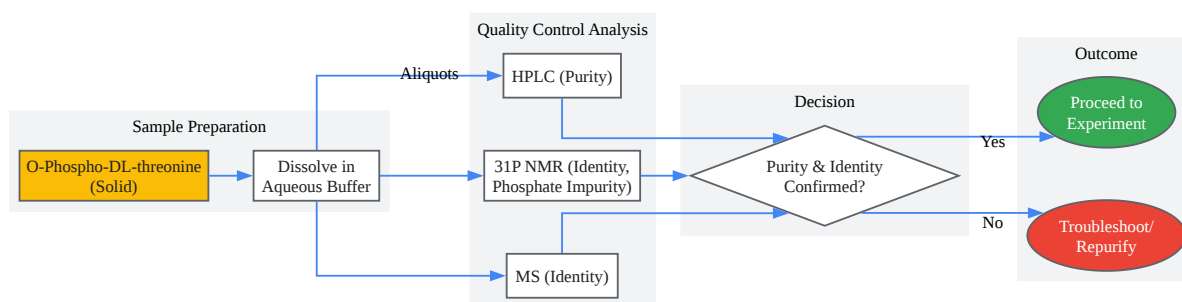 Sample Preparation
O-Phospho-DL-threonine
(Solid)
Dissolve in
Aqueous Buffer
Aliquots
Quality Control Analysis
HPLC (Purity)
31P NMR (Identity,
Phosphate Impurity)
MS (Identity)
Decision
Purity & Identity
Confirmed?
Yes
No
Outcome
Proceed to
Experiment
Troubleshoot/
Repurify